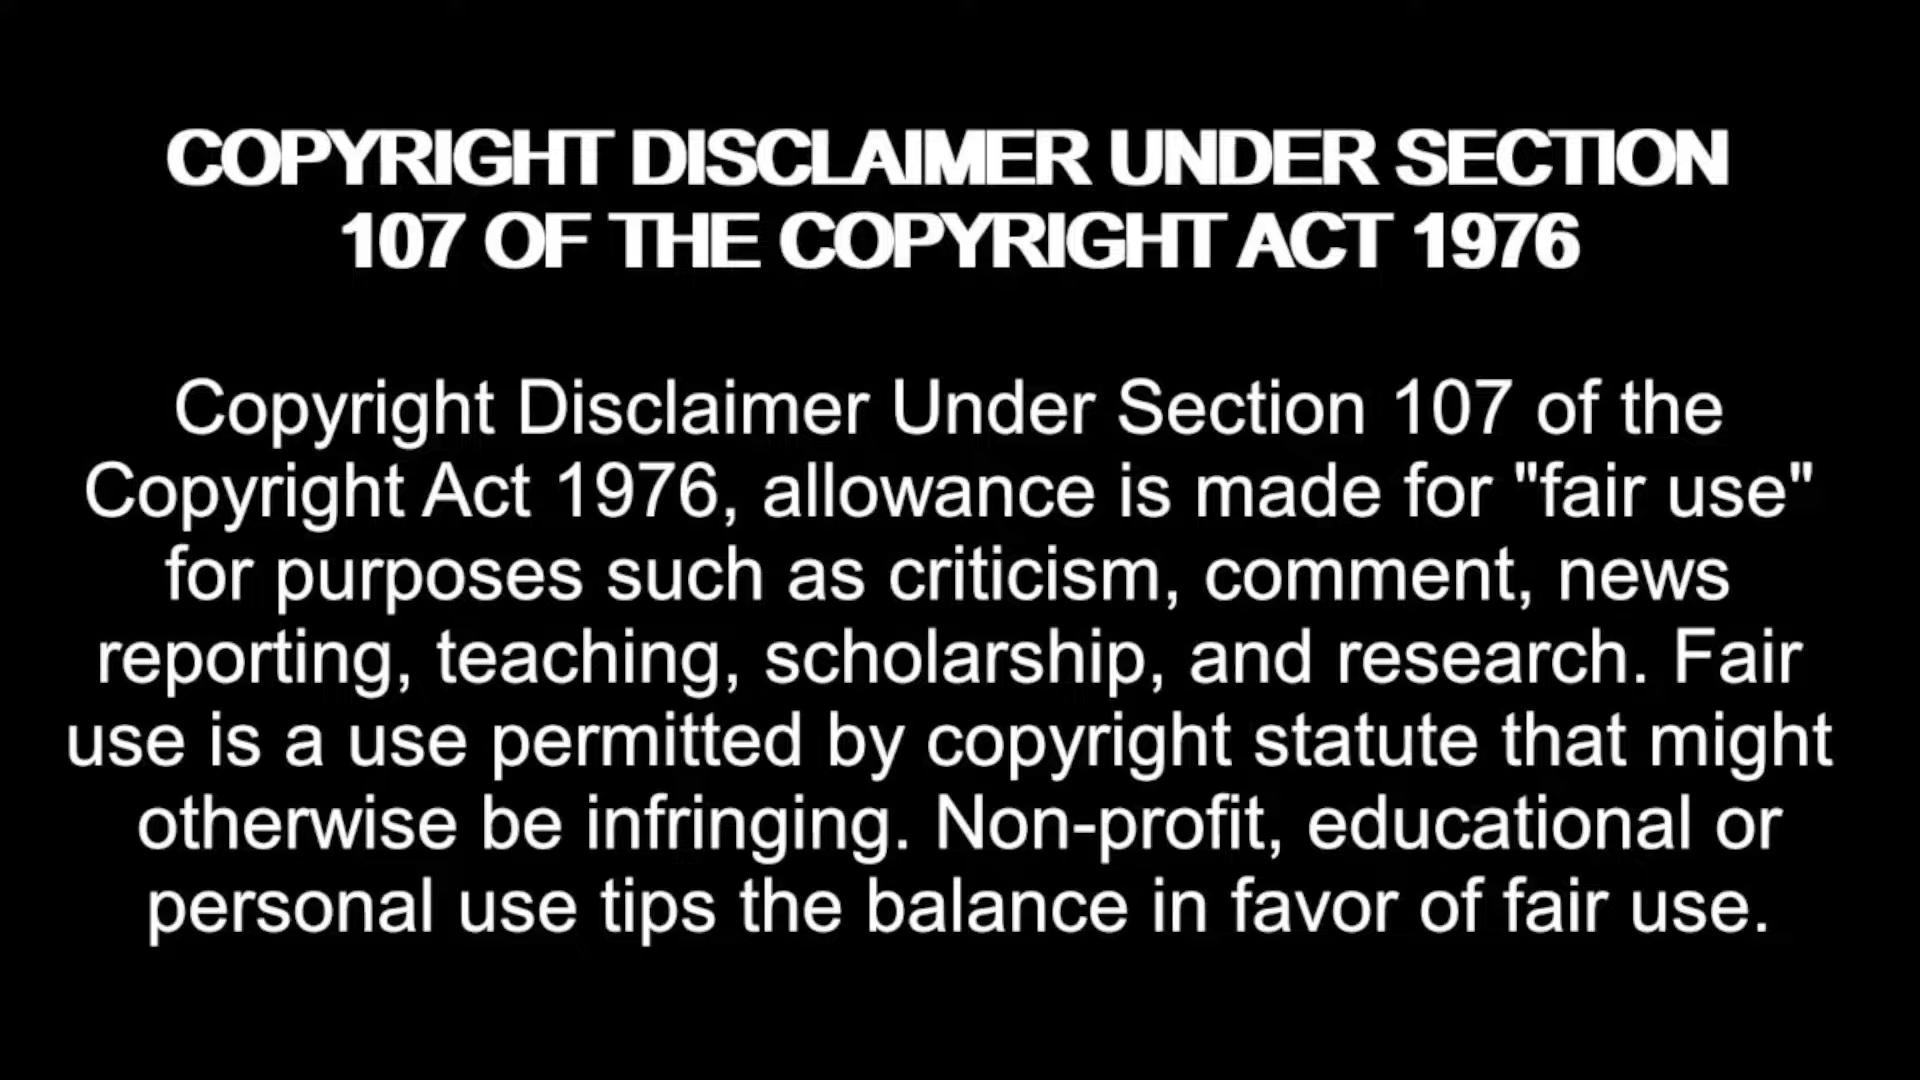 COPYRIGHT DISCLAIMER UNDER SECTION
107 OF THE COPYRIGHT ACT 1976
Copyright Disclaimer Under Section 107 of the
Copyright Act 1976, allowance is made for "fair use"
for purposes such as criticism, comment, news
reporting, teaching, scholarship, and research. Fair
use is a use permitted by copyright statute that might
otherwise be infringing. Non-profit, educational or
personal use tips the balance in favor of fair use.